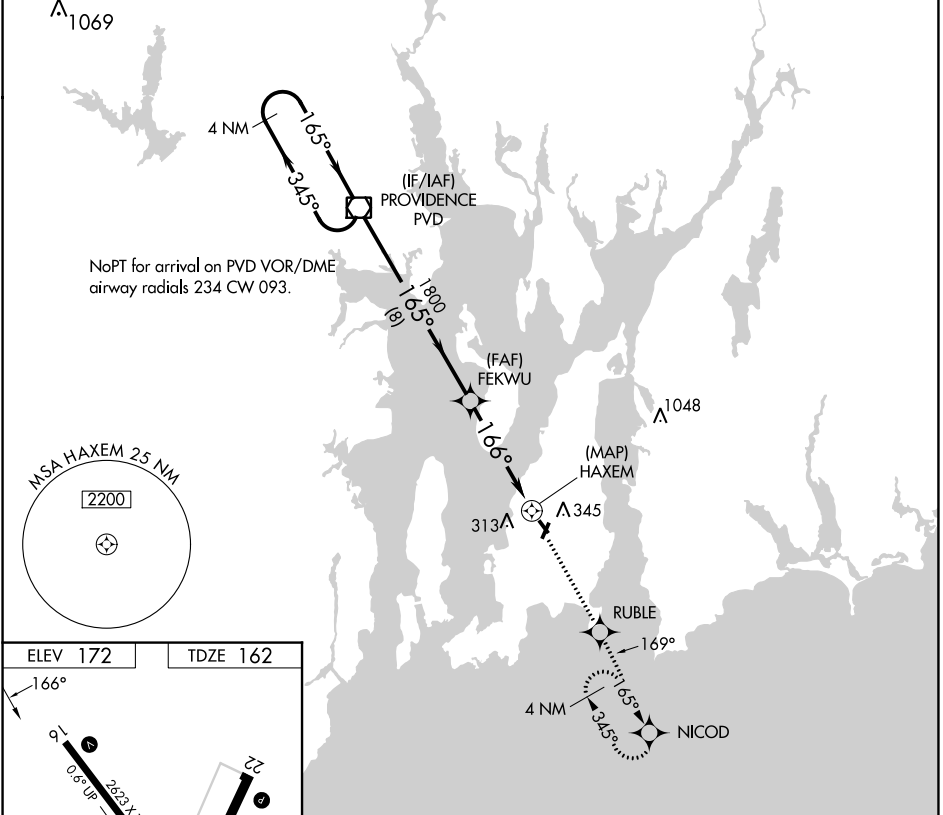 1069
4 NM
165°
345°
(IF/IAF)
PROVIDENCE
PVD
NoPT for arrival on PVD VOR/DME
airway radials 234 CW 093.
1800
165°
(8)
(FAF)
FEKWU
166°
1048
(MAP)
HAXEM
313
345
MSA HAXEM 25 NM
2200
RUBLE
169°
165°
4 NM
345°
NICOD
ELEV 172
TDZE 162
166°
16
V
0.6° UP
2623 X
22
P